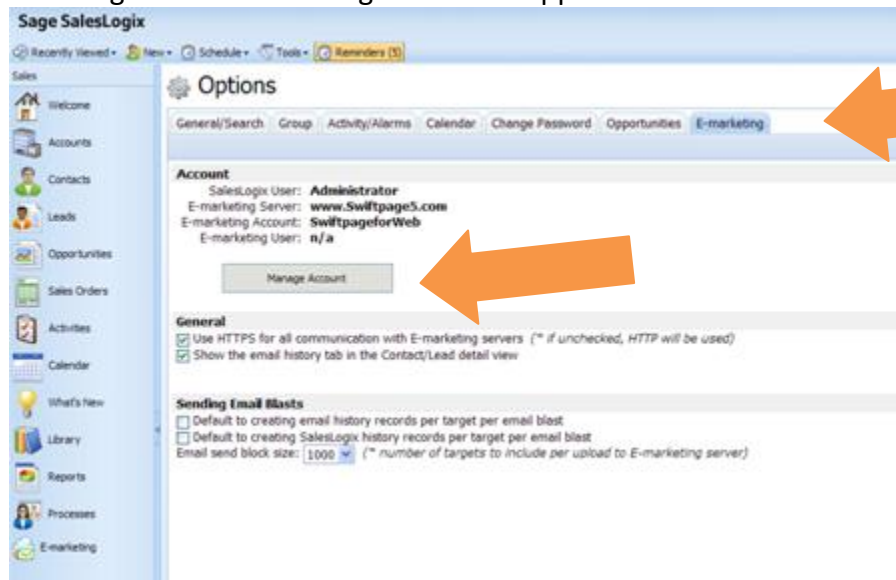 Sage SalesLogix
Recently Viewed New Schedule Tools Reminders (5)
Sales
Options
Welcome
General/Search Group Activity/Alarms Calendar Change Password Opportunities E-marketing
Accounts
Account
Contacts
SalesLogix User: Administrator
E-marketing Server: www.Swiftpage5.com
Leads
E-marketing Account: SwiftpageforWeb
E-marketing User: n/a
Opportunities
Manage Account
Sales Orders
General
Activities
Use HTTPS for all communication with E-marketing servers (* if unchecked, HTTP will be used)
Show the email history tab in the Contact/Lead detail view
Calendar
What's New
Sending Email Blasts
Default to creating email history records per target per email blast
Library
Default to creating SalesLogix history records per target per email blast
Email send block size: 1000 (* number of targets to include per upload to E-marketing server)
Reports
Processes
E-marketing